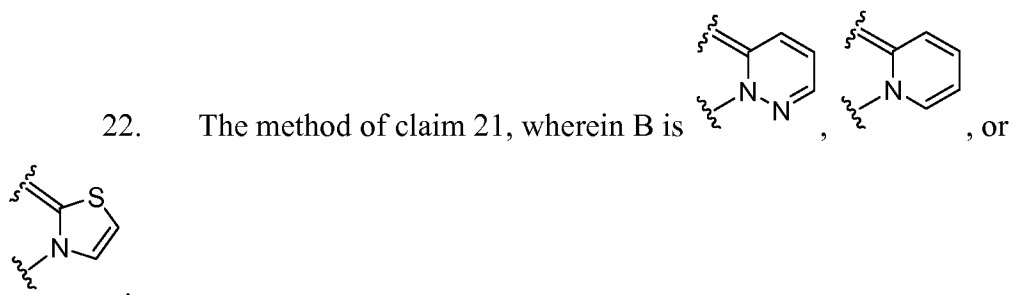 22. The method of claim 21, wherein B is N N , N , or
S
N
.